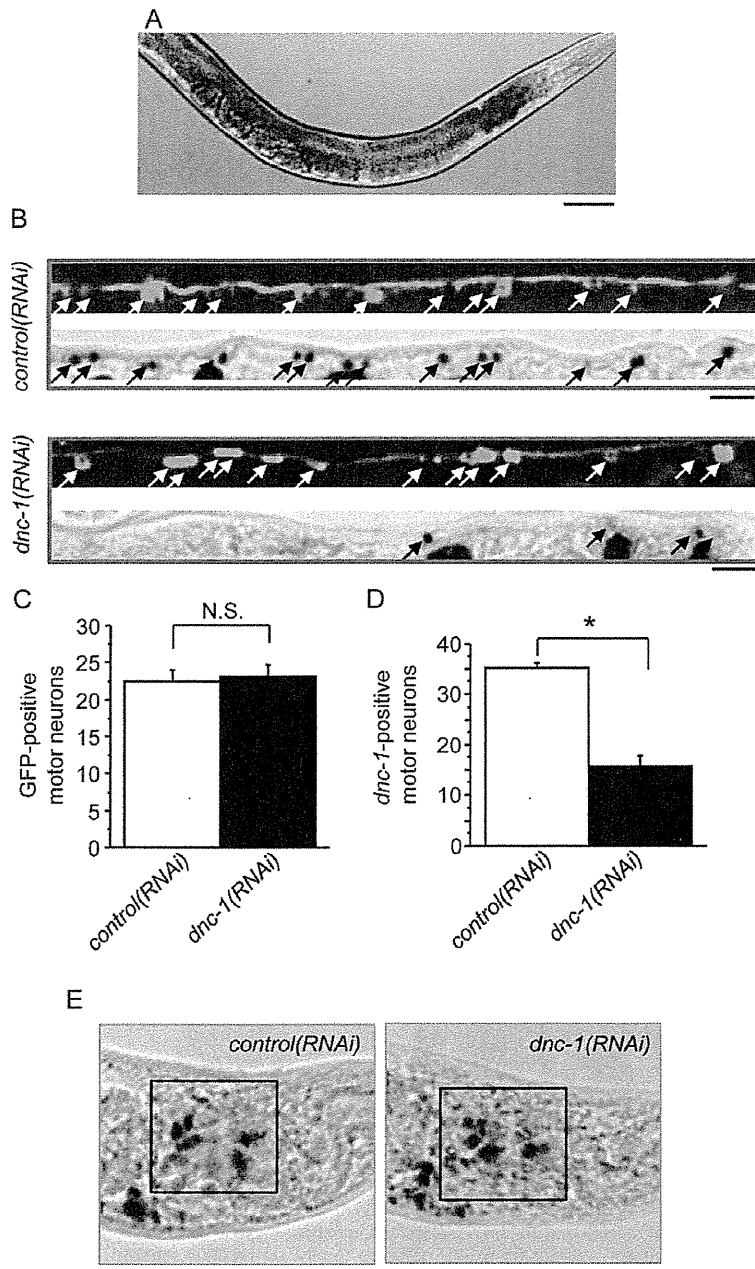 A
B
control(RNAi)
dnc-1(RNAi)
C
D
N.S.
*
30
25
20
15
10
5
0
GFP-positive
motor neurons
control(RNAi)
dnc-1(RNAi)
40
30
20
10
0
dnc-1-positive
motor neurons
control(RNAi)
dnc-1(RNAi)
E
control(RNAi)
dnc-1(RNAi)